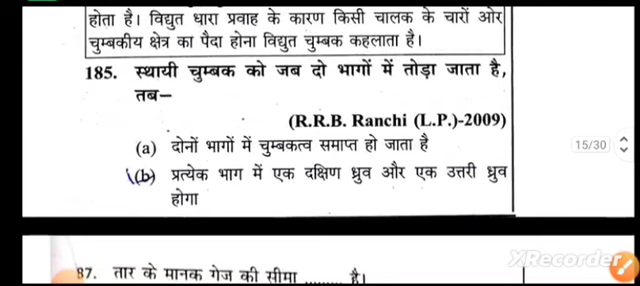 होता है। विद्युत धारा प्रवाह के कारण किसी चालक के चारों ओर
चुम्बकीय क्षेत्र का पैदा होना विद्युत चुम्बक कहलाता है।
185. स्थायी चुम्बक को जब दो भागों में तोड़ा जाता है,
तब–
(R.R.B. Ranchi (L.P.)-2009)
(a) दोनों भागों में चुम्बकत्व समाप्त हो जाता है
15/30
(b) प्रत्येक भाग में एक दक्षिण ध्रुव और एक उत्तरी ध्रुव
होगा
XRecorder
87. तार के मानक गेज की सीमा ........ है।